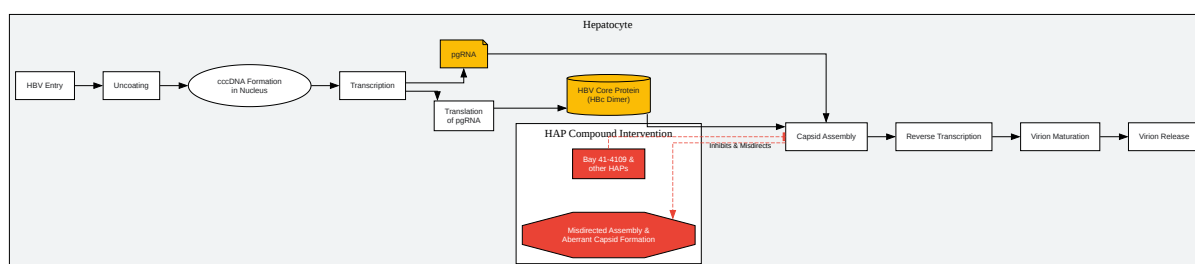 Hepatocyte
pgRNA
HBV Entry
Uncoating
cccDNA Formation
in Nucleus
Transcription
Translation
of pgRNA
HBV Core Protein
(HBc Dimer)
HAP Compound Intervention
Capsid Assembly
Reverse Transcription
Virion Maturation
Virion Release
Inhibits & Misdirects
Bay 41-4109 &
other HAPs
Misdirected Assembly &
Aberrant Capsid Formation